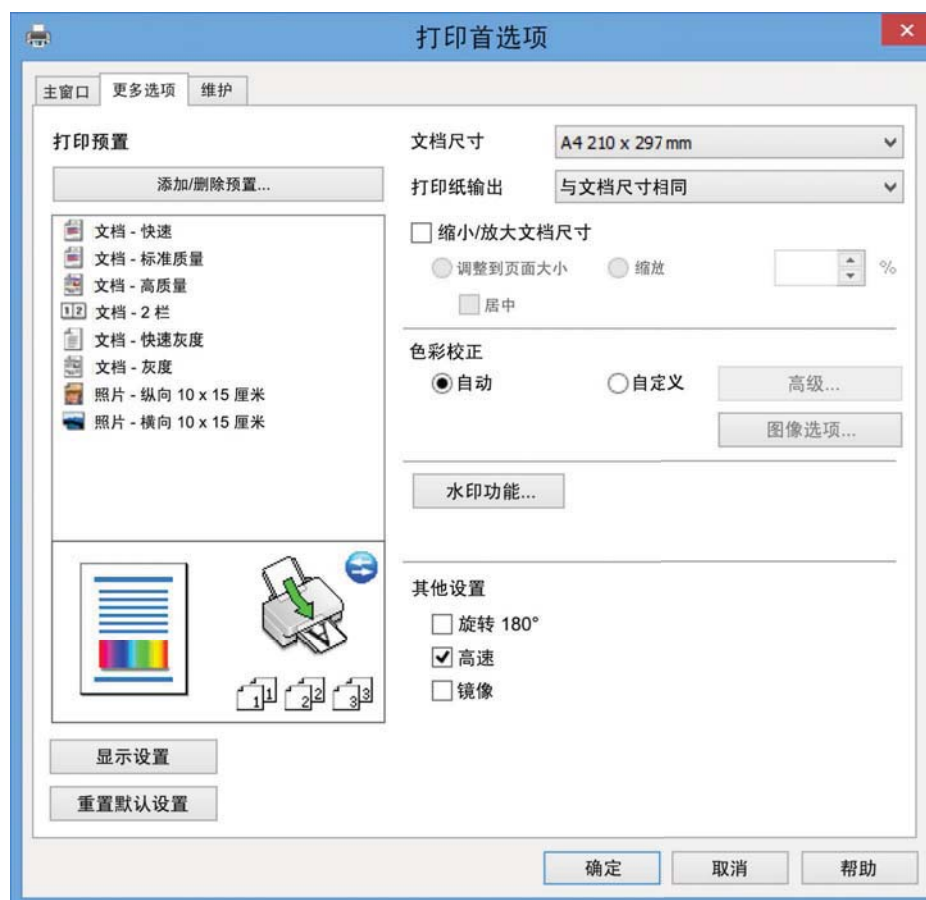 打印首选项
主窗口 更多选项 维护
打印预置
添加/删除预置...
文档 - 快速
文档 - 标准质量
文档 - 高质量
1 2 文档 - 2 栏
文档 - 快速灰度
文档 - 灰度
照片 - 纵向 10 x 15 厘米
照片 - 横向 10 x 15 厘米
1 1 2 2 3 3
显示设置
重置默认设置
文档尺寸 A4 210 x 297 mm
打印纸输出 与文档尺寸相同
缩小/放大文档尺寸
调整到页面大小 缩放 %
居中
色彩校正
自动 自定义 高级...
图像选项...
水印功能...
其他设置
旋转 180°
高速
镜像
确定 取消 帮助